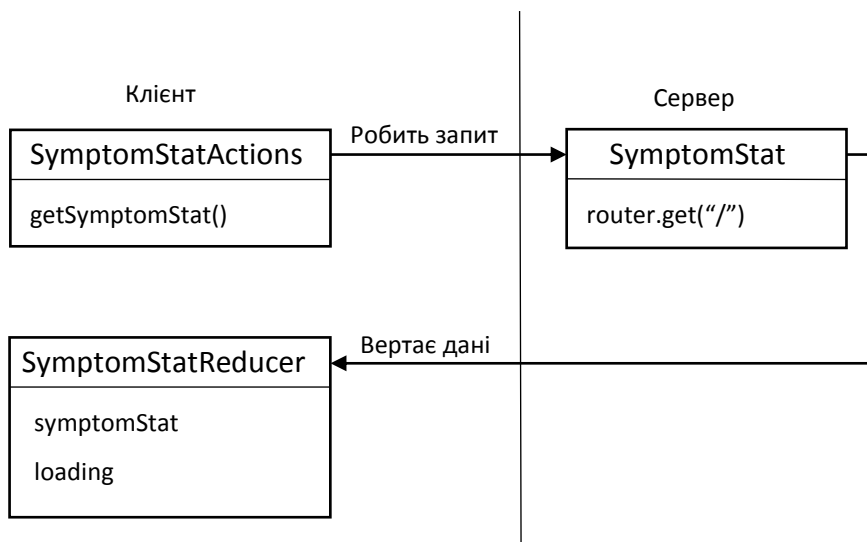 Клієнт
Сервер
SymptomStatActions
Робить запит
SymptomStat
getSymptomStat()
router.get(“/”)
SymptomStatReducer
Вертає дані
symptomStat
loading